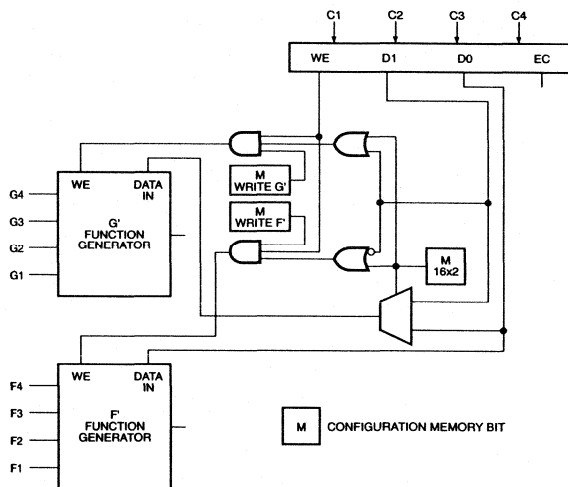 C1 C2 C3 C4
WE D1 D0 EC
M
WRITE G'
M
WRITE F'
WE DATA
IN
G4
G3
G2
G1
G'
FUNCTION
GENERATOR
M
16x2
WE DATA
IN
F4
F3
F2
F1
F'
FUNCTION
GENERATOR
M CONFIGURATION MEMORY BIT